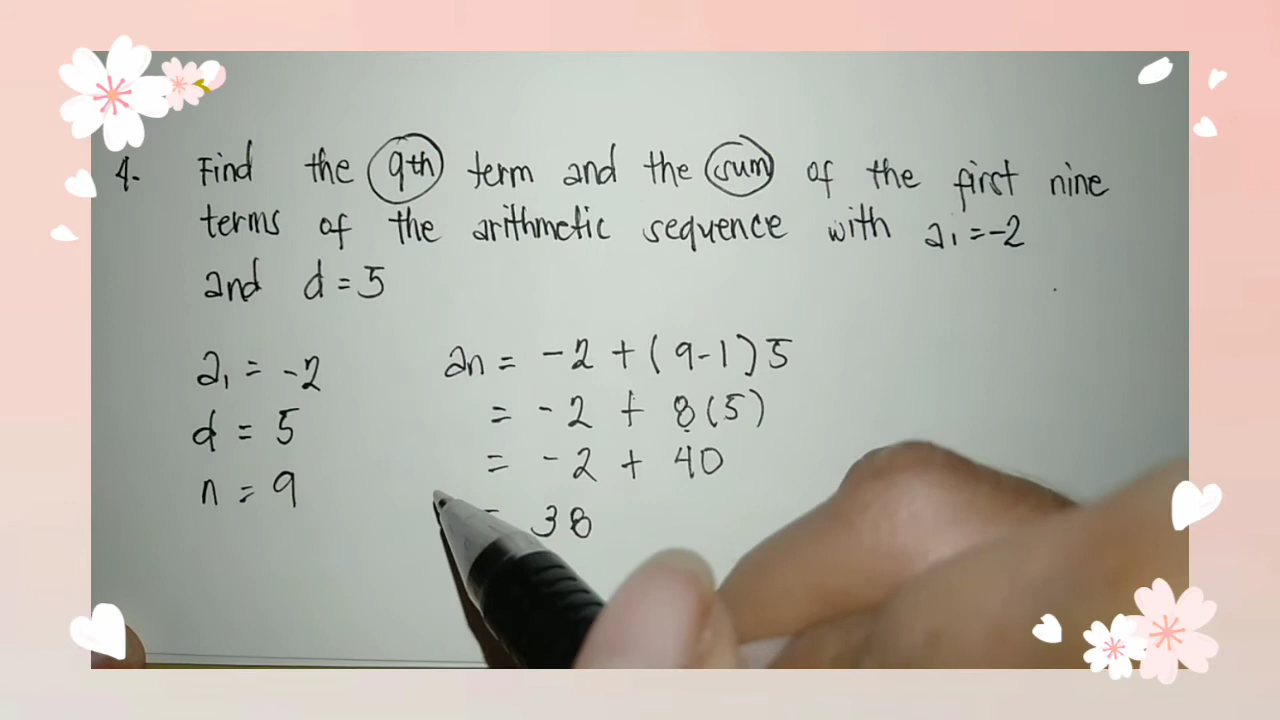 4. Find the 9th term and the sum of the first nine
terms of the arithmetic sequence with a₁ = -2
and d = 5
a₁ = -2
d = 5
n = 9
an = -2 + (9-1)5
= -2 + 8(5)
= -2 + 40
= 38